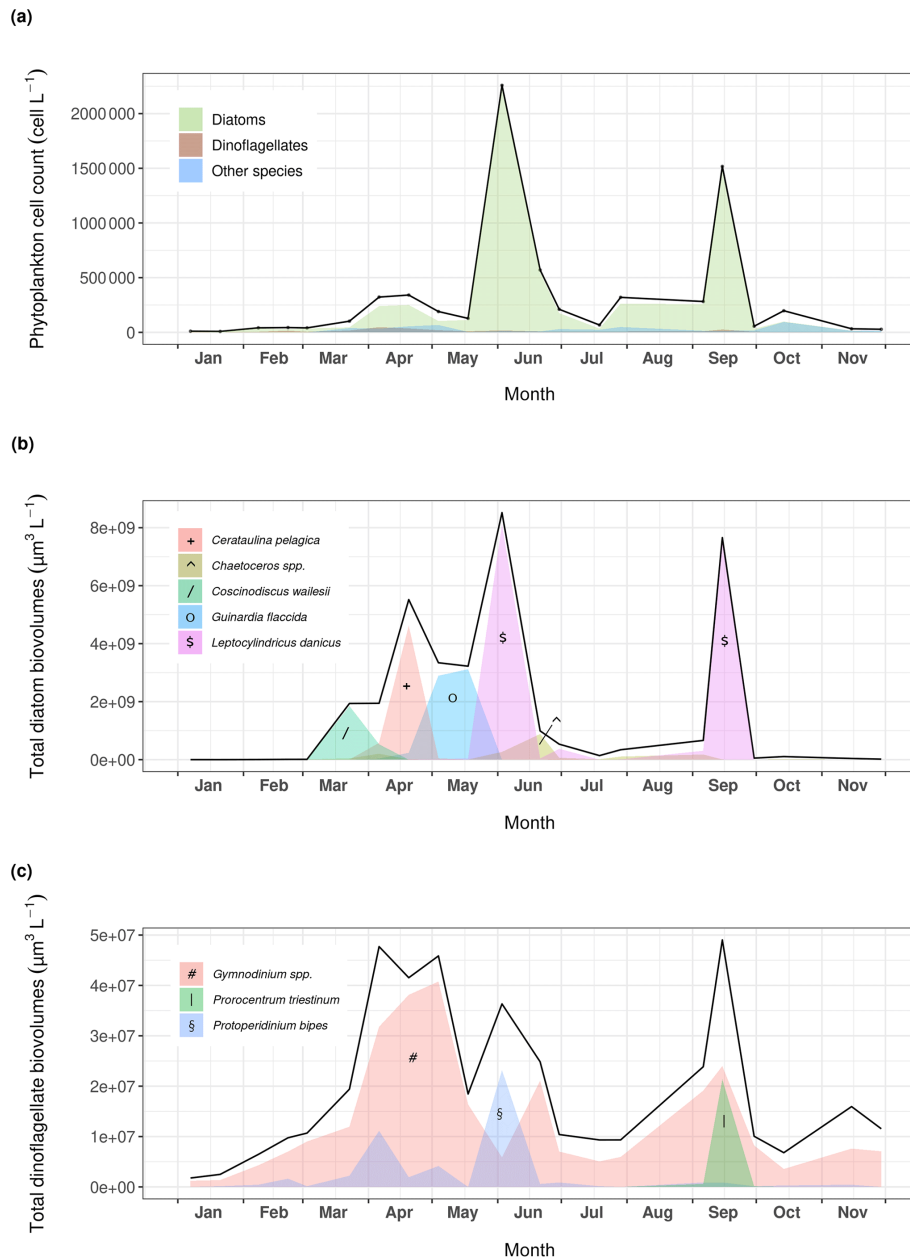 (a)
Phytoplankton cell count (cell L⁻¹)
2000000
1500000
1000000
500000
0
Diatoms
Dinoflagellates
Other species
Jan Feb Mar Apr May Jun Jul Aug Sep Oct Nov
Month
(b)
Total diatom biovolumes (µm³ L⁻¹)
8e+09
6e+09
4e+09
2e+09
0e+00
+ Cerataulina pelagica
^ Chaetoceros spp.
/ Coscinodiscus wailesii
O Guinardia flaccida
$ Leptocylindricus danicus
/
+
O
$
^
$
Jan Feb Mar Apr May Jun Jul Aug Sep Oct Nov
Month
(c)
Total dinoflagellate biovolumes (µm³ L⁻¹)
5e+07
4e+07
3e+07
2e+07
1e+07
0e+00
# Gymnodinium spp.
| Prorocentrum triestinum
§ Protoperidinium bipes
#
§
|
Jan Feb Mar Apr May Jun Jul Aug Sep Oct Nov
Month